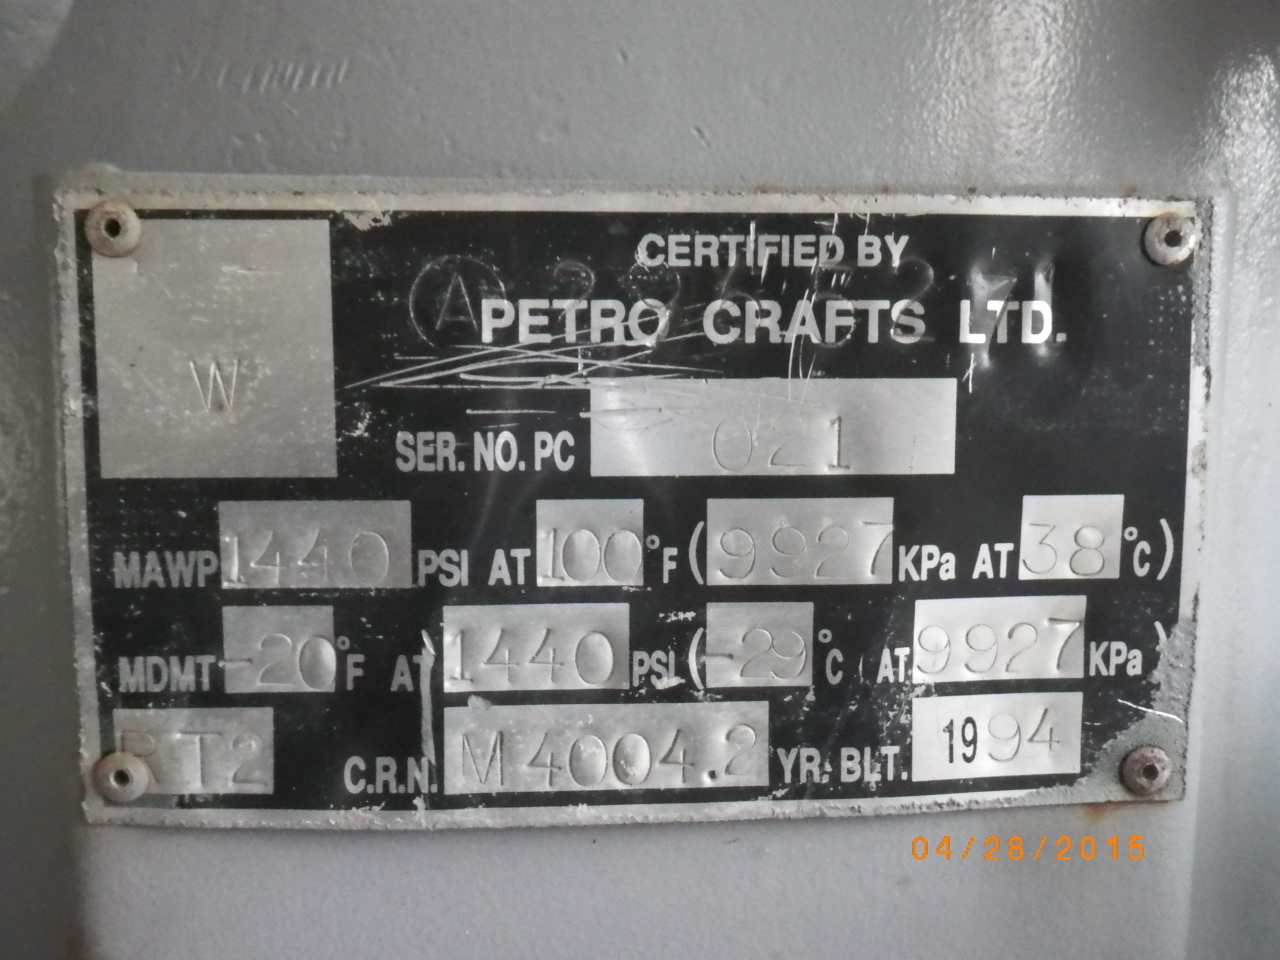 CERTIFIED BY
PETRO CRAFTS LTD.
W
SER. NO. PC 021
MAWP 1440 PSI AT 100°F (9927 KPa AT 38°C)
MDMT -20°F AT 1440 PSI (-29°C AT 9927 KPa)
RT2 C.R.N. M4004.2 YR. BLT. 1994
04/28/2015